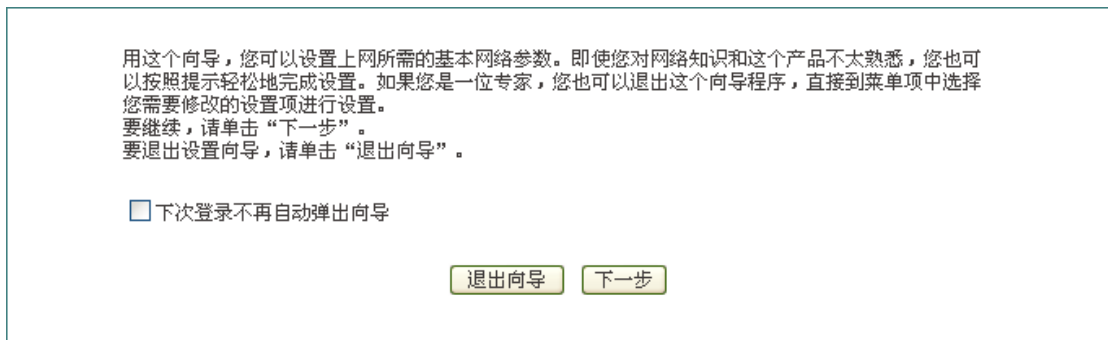 用这个向导，您可以设置上网所需的基本网络参数。即使您对网络知识和这个产品不太熟悉，您也可
以按照提示轻松地完成设置。如果您是一位专家，您也可以退出这个向导程序，直接到菜单项中选择
您需要修改的设置项进行设置。
要继续，请单击“下一步”。
要退出设置向导，请单击“退出向导”。
下次登录不再自动弹出向导
退出向导 下一步